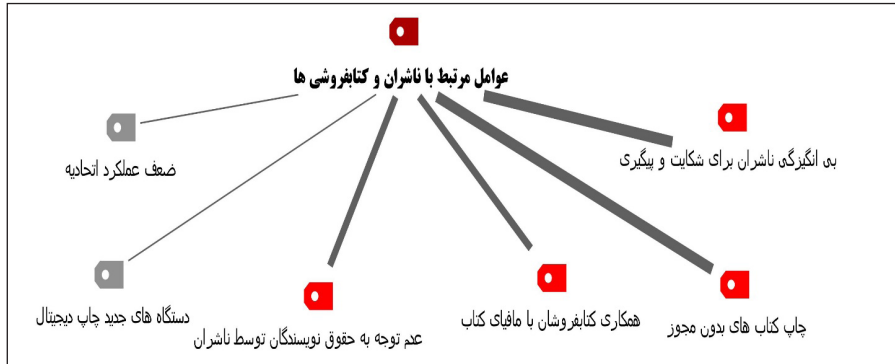 عوامل مرتبط با ناشران و کتابفروشی ها
بی انگیزگی ناشران برای شکایت و پیگیری
ضعف عملکرد اتحادیه
چاپ کتاب های بدون مجوز
همکاری کتابفروشان با مافیای کتاب
عدم توجه به حقوق نویسندگان توسط ناشران
دستگاه های جدید چاپ دیجیتال